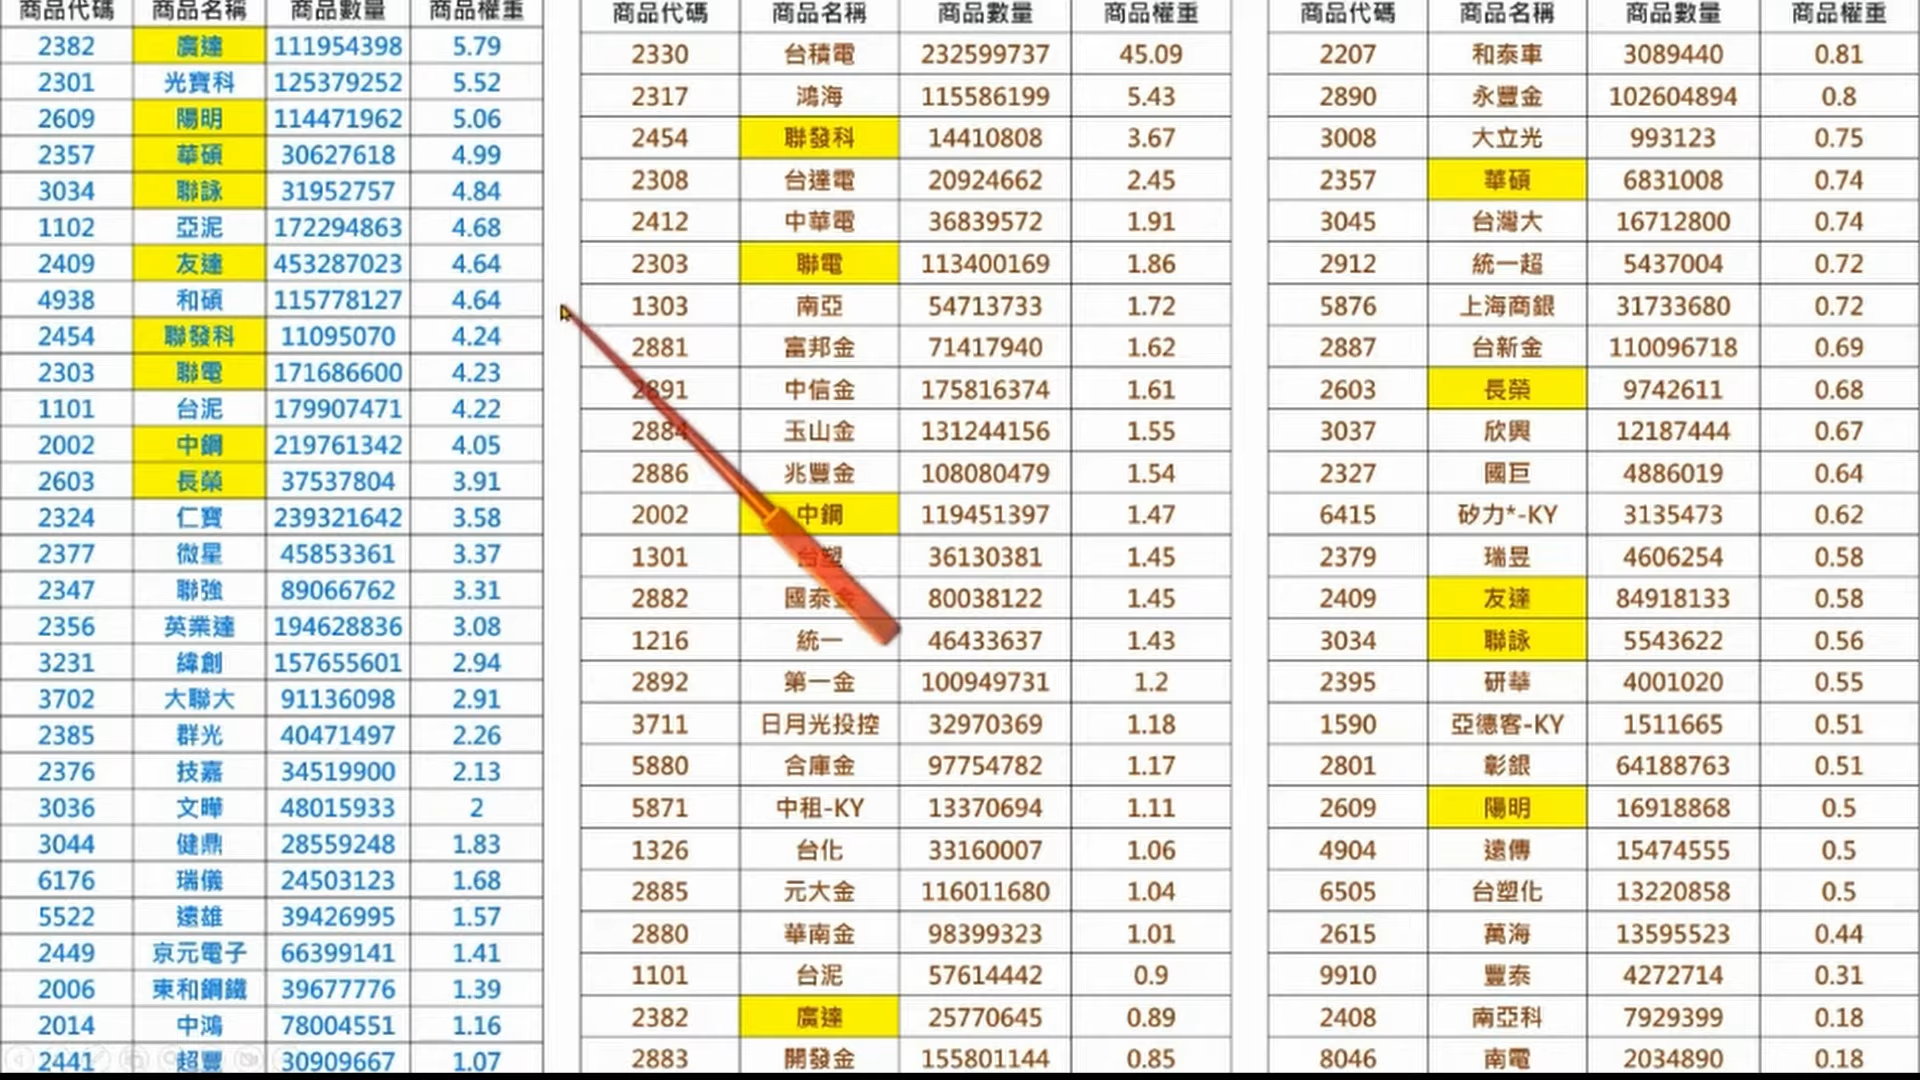 商品代碼 商品名稱 商品數量 商品權重
2382 廣達 111954398 5.79
2301 光寶科 125379252 5.52
2609 陽明 114471962 5.06
2357 華碩 30627618 4.99
3034 聯詠 31952757 4.84
1102 亞泥 172294863 4.68
2409 友達 453287023 4.64
4938 和碩 115778127 4.64
2454 聯發科 11095070 4.24
2303 聯電 171686600 4.23
1101 台泥 179907471 4.22
2002 中鋼 219761342 4.05
2603 長榮 37537804 3.91
2324 仁寶 239321642 3.58
2377 微星 45853361 3.37
2347 聯強 89066762 3.31
2356 英業達 194628836 3.08
3231 緯創 157655601 2.94
3702 大聯大 91136098 2.91
2385 群光 40471497 2.26
2376 技嘉 34519900 2.13
3036 文曄 48015933 2
3044 健鼎 28559248 1.83
6176 瑞儀 24503123 1.68
5522 遠雄 39426995 1.57
2449 京元電子 66399141 1.41
2006 東和鋼鐵 39677776 1.39
2014 中鴻 78004551 1.16
2441 超豐 30909667 1.07
商品代碼 商品名稱 商品數量 商品權重
2330 台積電 232599737 45.09
2317 鴻海 115586199 5.43
2454 聯發科 14410808 3.67
2308 台達電 20924662 2.45
2412 中華電 36839572 1.91
2303 聯電 113400169 1.86
1303 南亞 54713733 1.72
2881 富邦金 71417940 1.62
2891 中信金 175816374 1.61
2884 玉山金 131244156 1.55
2886 兆豐金 108080479 1.54
2002 中鋼 119451397 1.47
1301 台塑 36130381 1.45
2882 國泰金 80038122 1.45
1216 統一 46433637 1.43
2892 第一金 100949731 1.2
3711 日月光投控 32970369 1.18
5880 合庫金 97754782 1.17
5871 中租-KY 13370694 1.11
1326 台化 33160007 1.06
2885 元大金 116011680 1.04
2880 華南金 98399323 1.01
1101 台泥 57614442 0.9
2382 廣達 25770645 0.89
2883 開發金 155801144 0.85
商品代碼 商品名稱 商品數量 商品權重
2207 和泰車 3089440 0.81
2890 永豐金 102604894 0.8
3008 大立光 993123 0.75
2357 華碩 6831008 0.74
3045 台灣大 16712800 0.74
2912 統一超 5437004 0.72
5876 上海商銀 31733680 0.72
2887 台新金 110096718 0.69
2603 長榮 9742611 0.68
3037 欣興 12187444 0.67
2327 國巨 4886019 0.64
6415 矽力*-KY 3135473 0.62
2379 瑞昱 4606254 0.58
2409 友達 84918133 0.58
3034 聯詠 5543622 0.56
2395 研華 4001020 0.55
1590 亞德客-KY 1511665 0.51
2801 彰銀 64188763 0.51
2609 陽明 16918868 0.5
4904 遠傳 15474555 0.5
6505 台塑化 13220858 0.5
2615 萬海 13595523 0.44
9910 豐泰 4272714 0.31
2408 南亞科 7929399 0.18
8046 南電 2034890 0.18